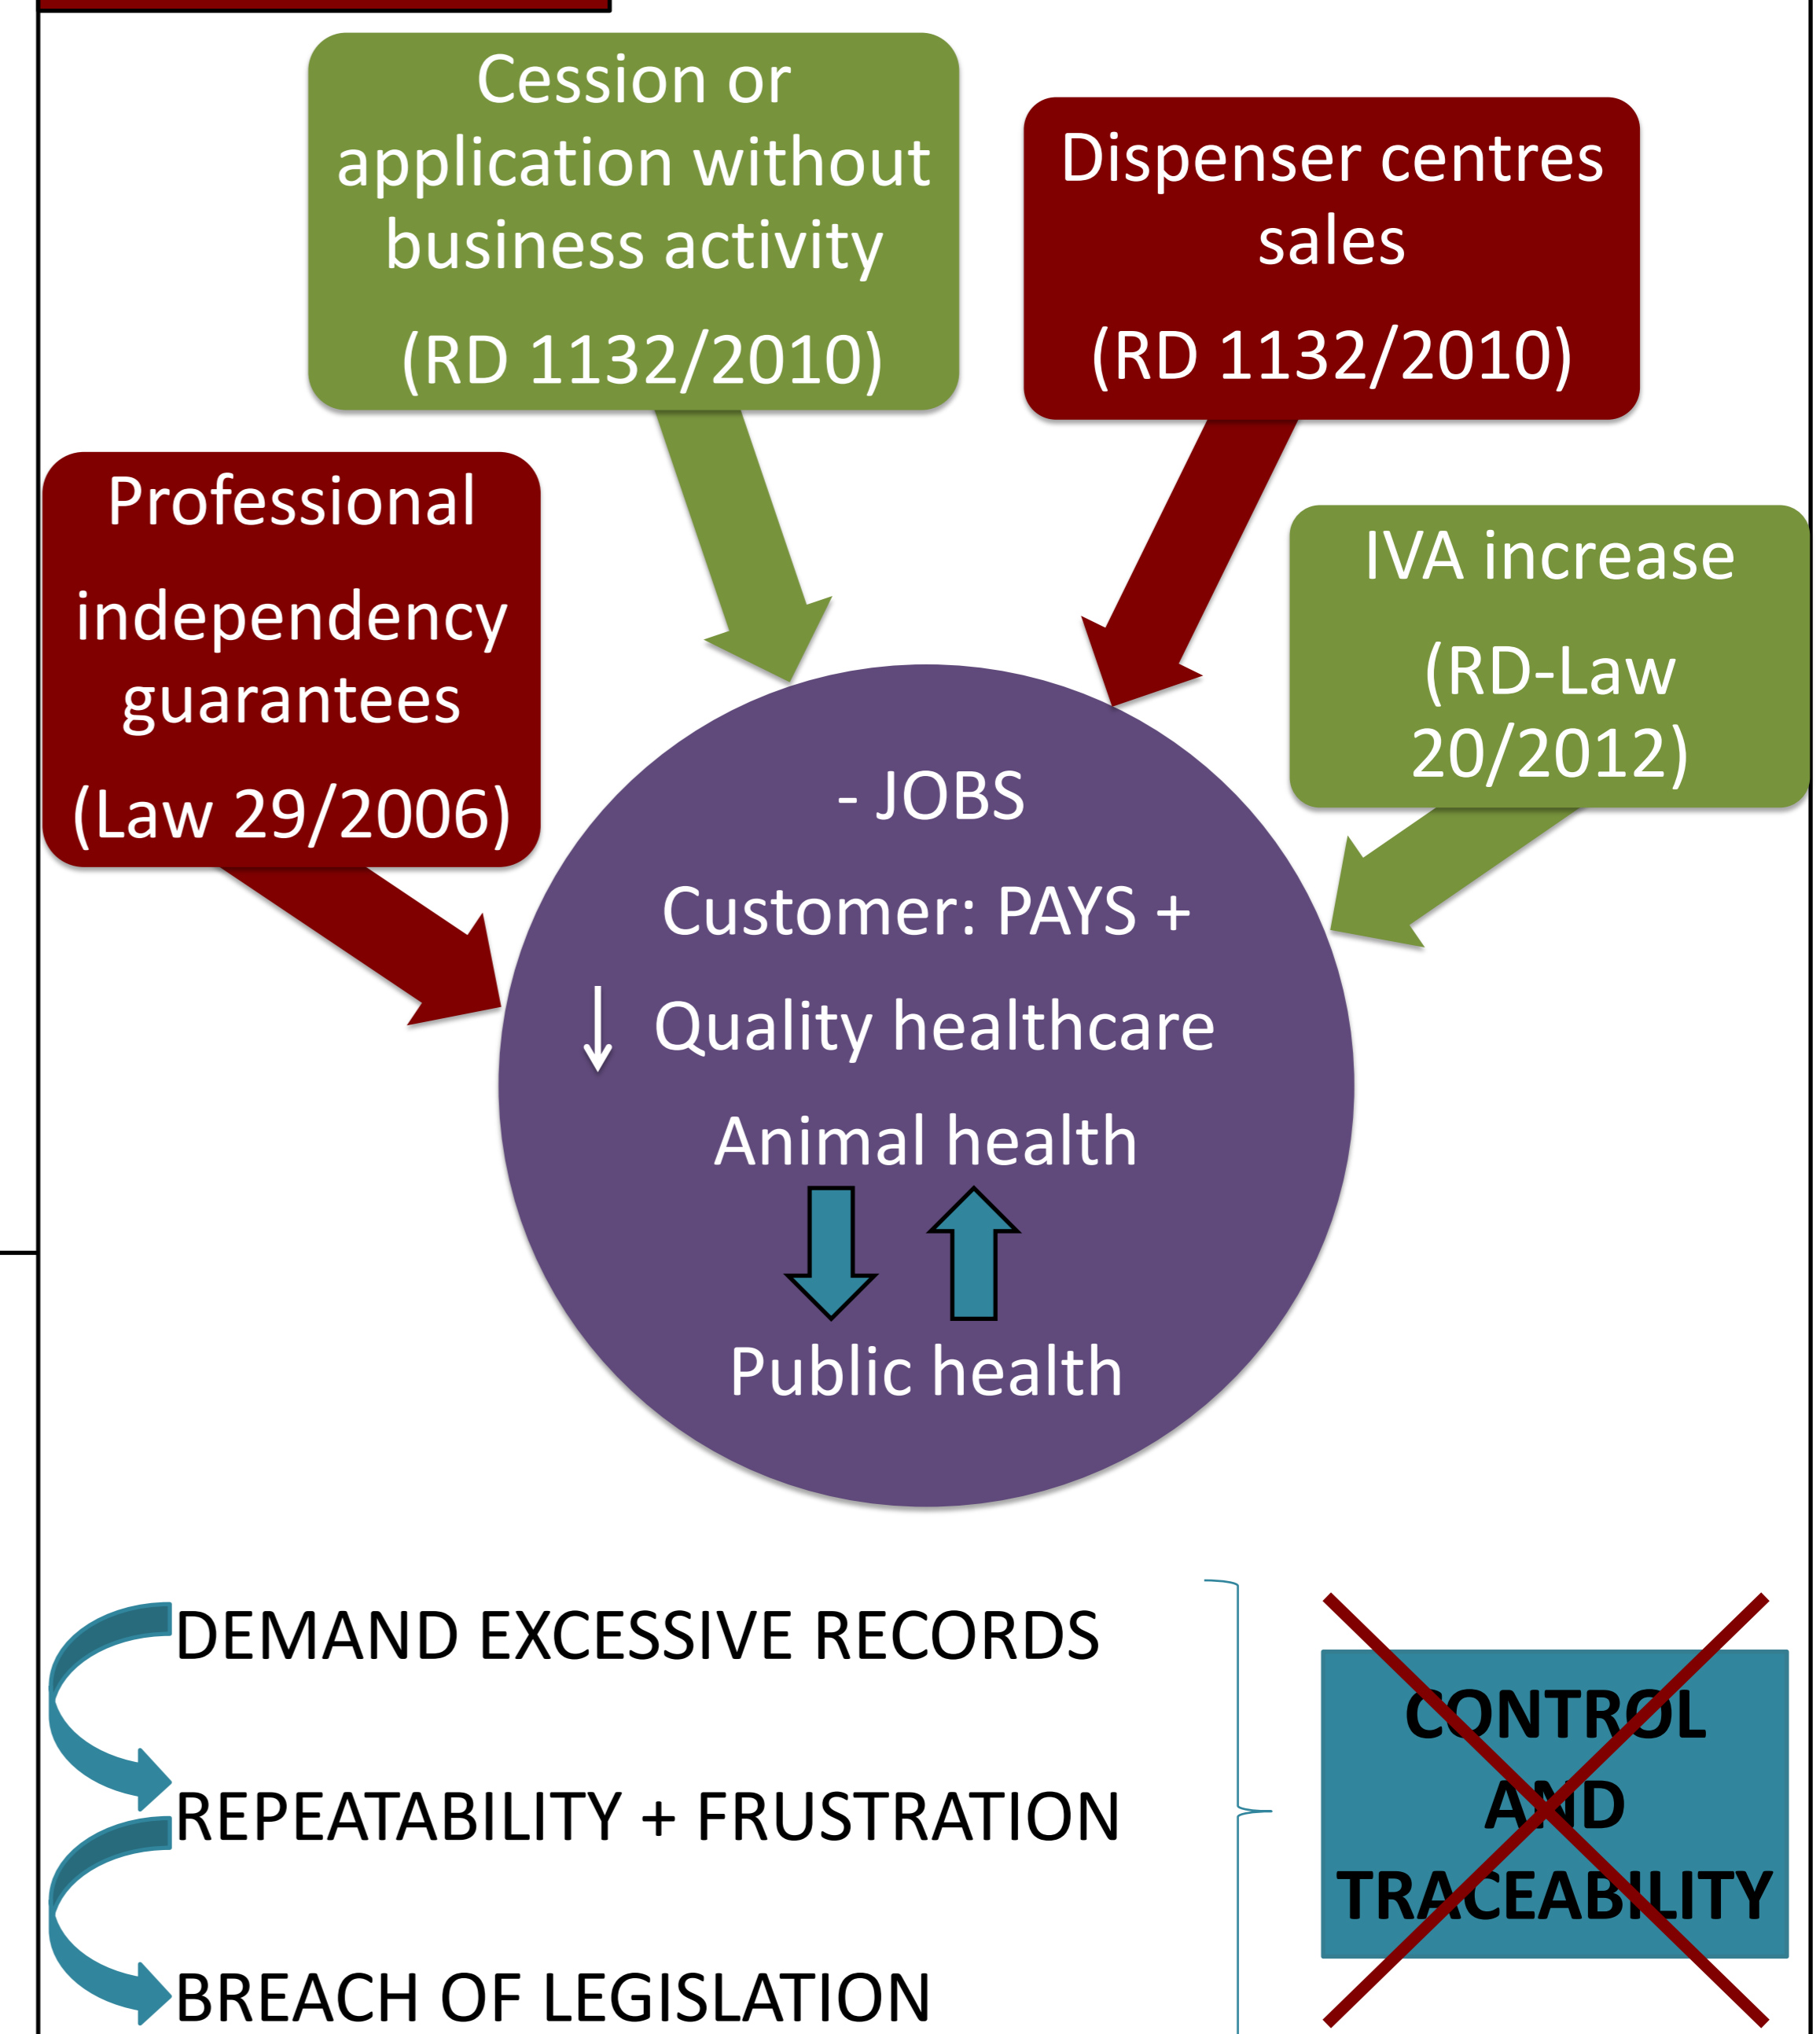 Cession or
application without
business activity
(RD 1132/2010)
Dispenser centres
sales
(RD 1132/2010)
Professional
independency
guarantees
(Law 29/2006)
IVA increase
(RD-Law
20/2012)
- JOBS
Customer: PAYS +
Quality healthcare
Animal health
Public health
DEMAND EXCESSIVE RECORDS
REPEATABILITY + FRUSTRATION
BREACH OF LEGISLATION
CONTROL
AND
TRACEABILITY